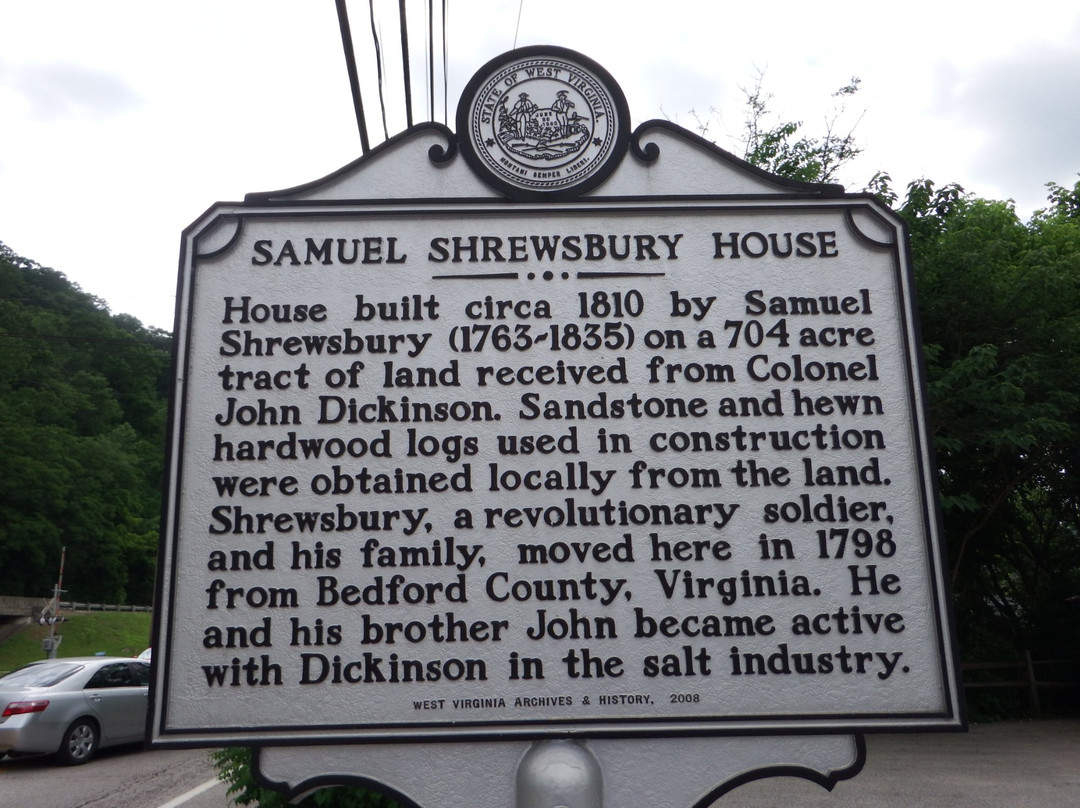 STATE OF WEST VIRGINIA
JUNE
20
1863
MONTANI SEMPER LIBERI.
SAMUEL SHREWSBURY HOUSE
House built circa 1810 by Samuel
Shrewsbury (1763-1835) on a 704 acre
tract of land received from Colonel
John Dickinson. Sandstone and hewn
hardwood logs used in construction
were obtained locally from the land.
Shrewsbury, a revolutionary soldier,
and his family, moved here in 1798
from Bedford County, Virginia. He
and his brother John became active
with Dickinson in the salt industry.
WEST VIRGINIA ARCHIVES & HISTORY, 2008